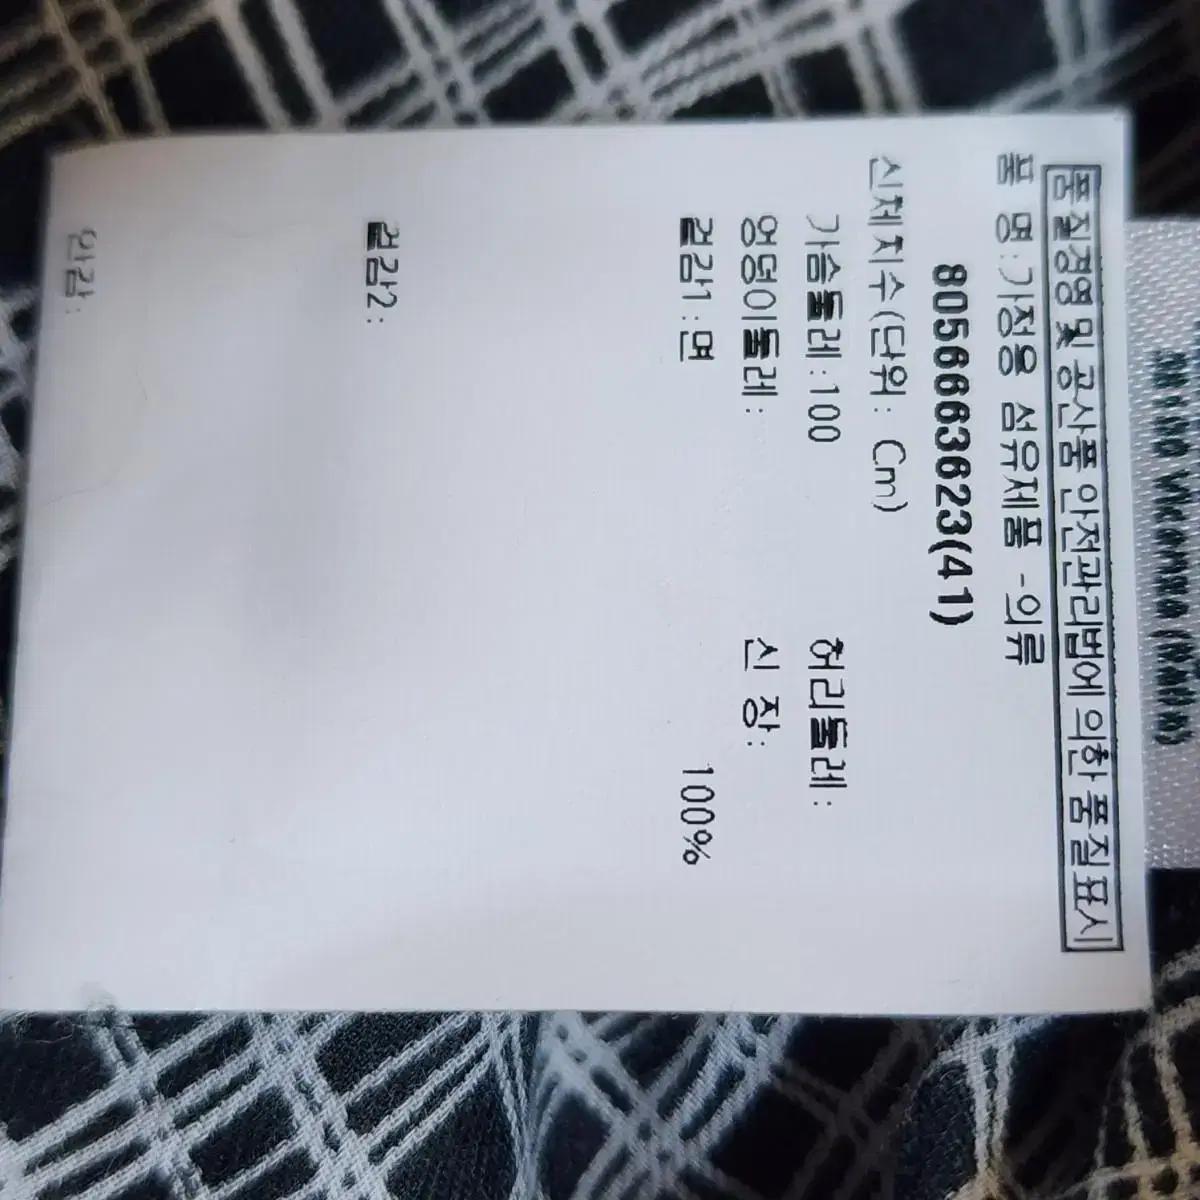 품질경영 및 공산품 안전관리법에 의한 품질표시
품 명:가정용 섬유제품 -의류
8056663623(41)
신체치수(단위: Cm)
가슴둘레:100 허리둘레:
엉덩이둘레: 신 장:
겉감1:면 100%
겉감2:
안감: